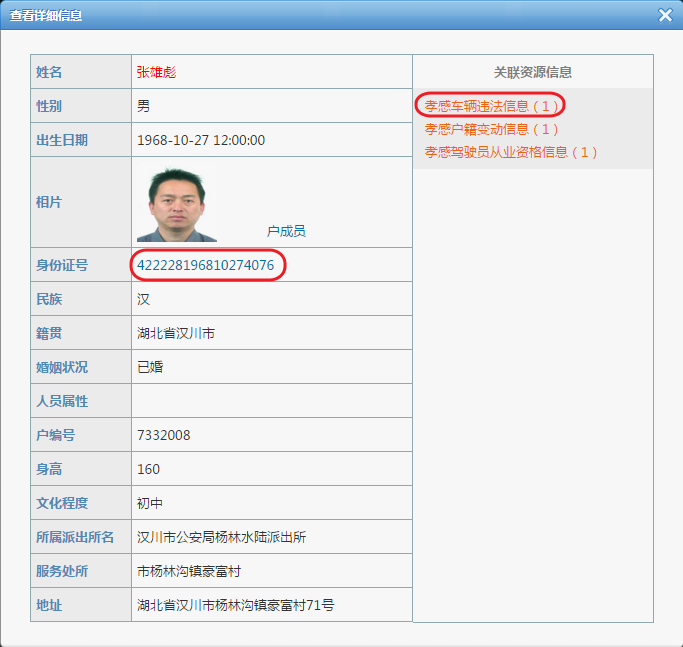 查看详细信息
姓名 张雄彪
性别 男
出生日期 1968-10-27 12:00:00
相片 户成员
身份证号 422228196810274076
民族 汉
籍贯 湖北省汉川市
婚姻状况 已婚
人员属性
户编号 7332008
身高 160
文化程度 初中
所属派出所名 汉川市公安局杨林水陆派出所
服务处所 市杨林沟镇豪富村
地址 湖北省汉川市杨林沟镇豪富村71号
关联资源信息
孝感车辆违法信息（1）
孝感户籍变动信息（1）
孝感驾驶员从业资格信息（1）